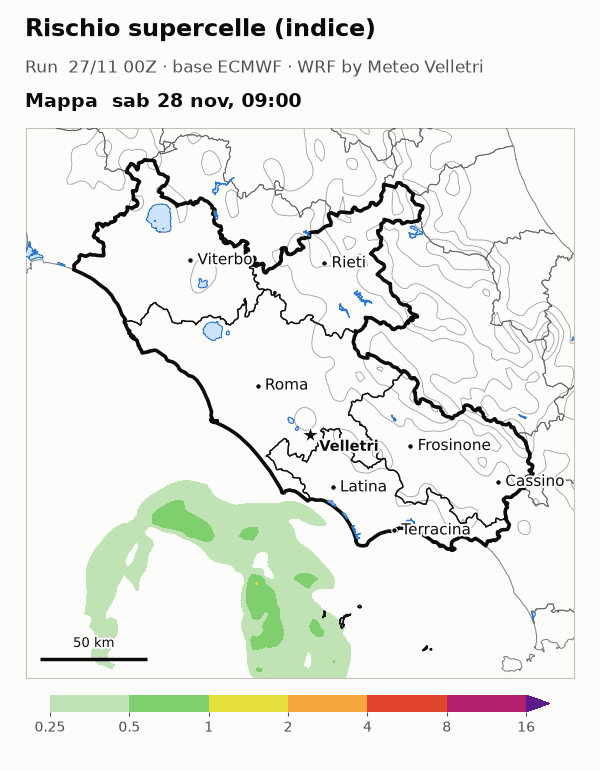 Rischio supercelle (indice)
Run  27/11 00Z · base ECMWF · WRF by Meteo Velletri
Mappa  sab 28 nov, 09:00
Viterbo
Rieti
Roma
Velletri
Frosinone
Cassino
Latina
Terracina
50 km
0.25 0.5 1 2 4 8 16